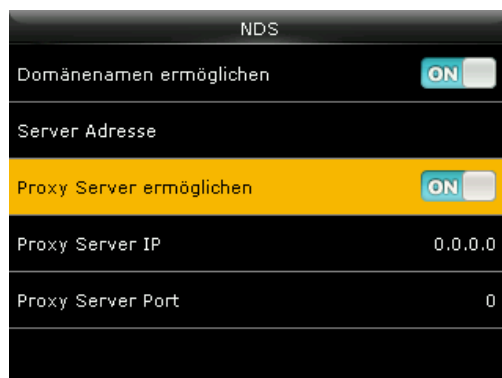 NDS
Domänenamen ermöglichen ON
Server Adresse
Proxy Server ermöglichen ON
Proxy Server IP 0.0.0.0
Proxy Server Port 0